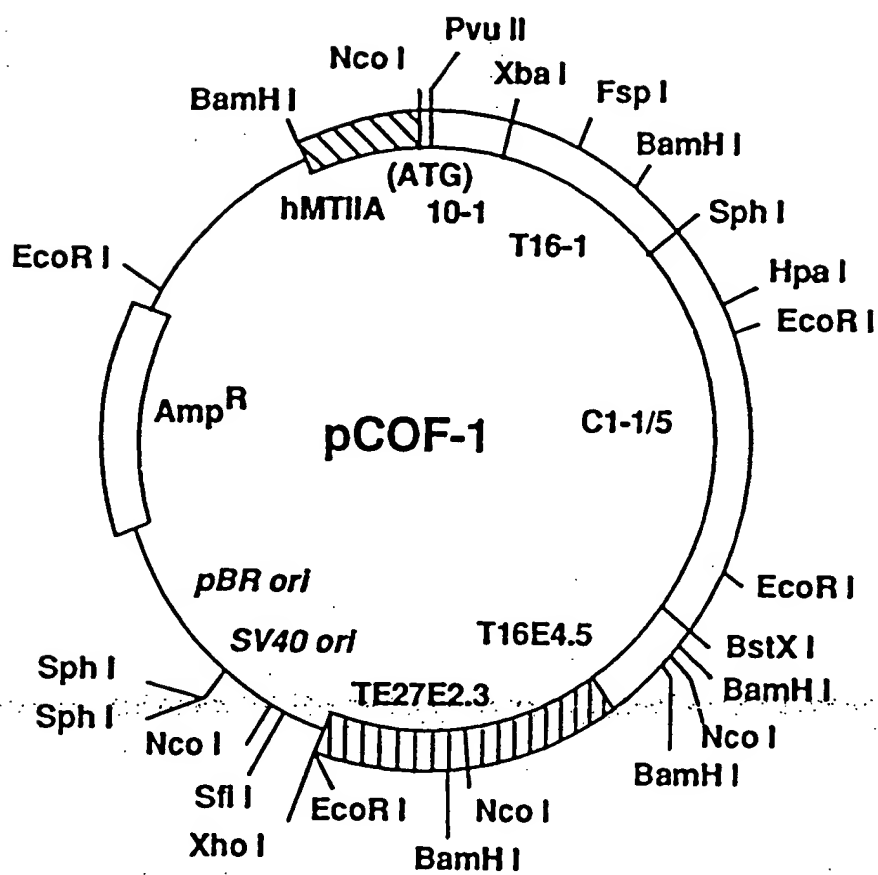 Pvu II
Nco I
Xba I
BamH I
Fsp I
BamH I
(ATG)
hMTIIA
10-1
Sph I
T16-1
EcoR I
Hpa I
EcoR I
AmpR
pCOF-1
C1-1/5
pBR ori
EcoR I
SV40 ori
T16E4.5
BstX I
Sph I
TE27E2.3
BamH I
Sph I
Nco I
Nco I
BamH I
Sfi I
EcoR I
Nco I
Xho I
BamH I